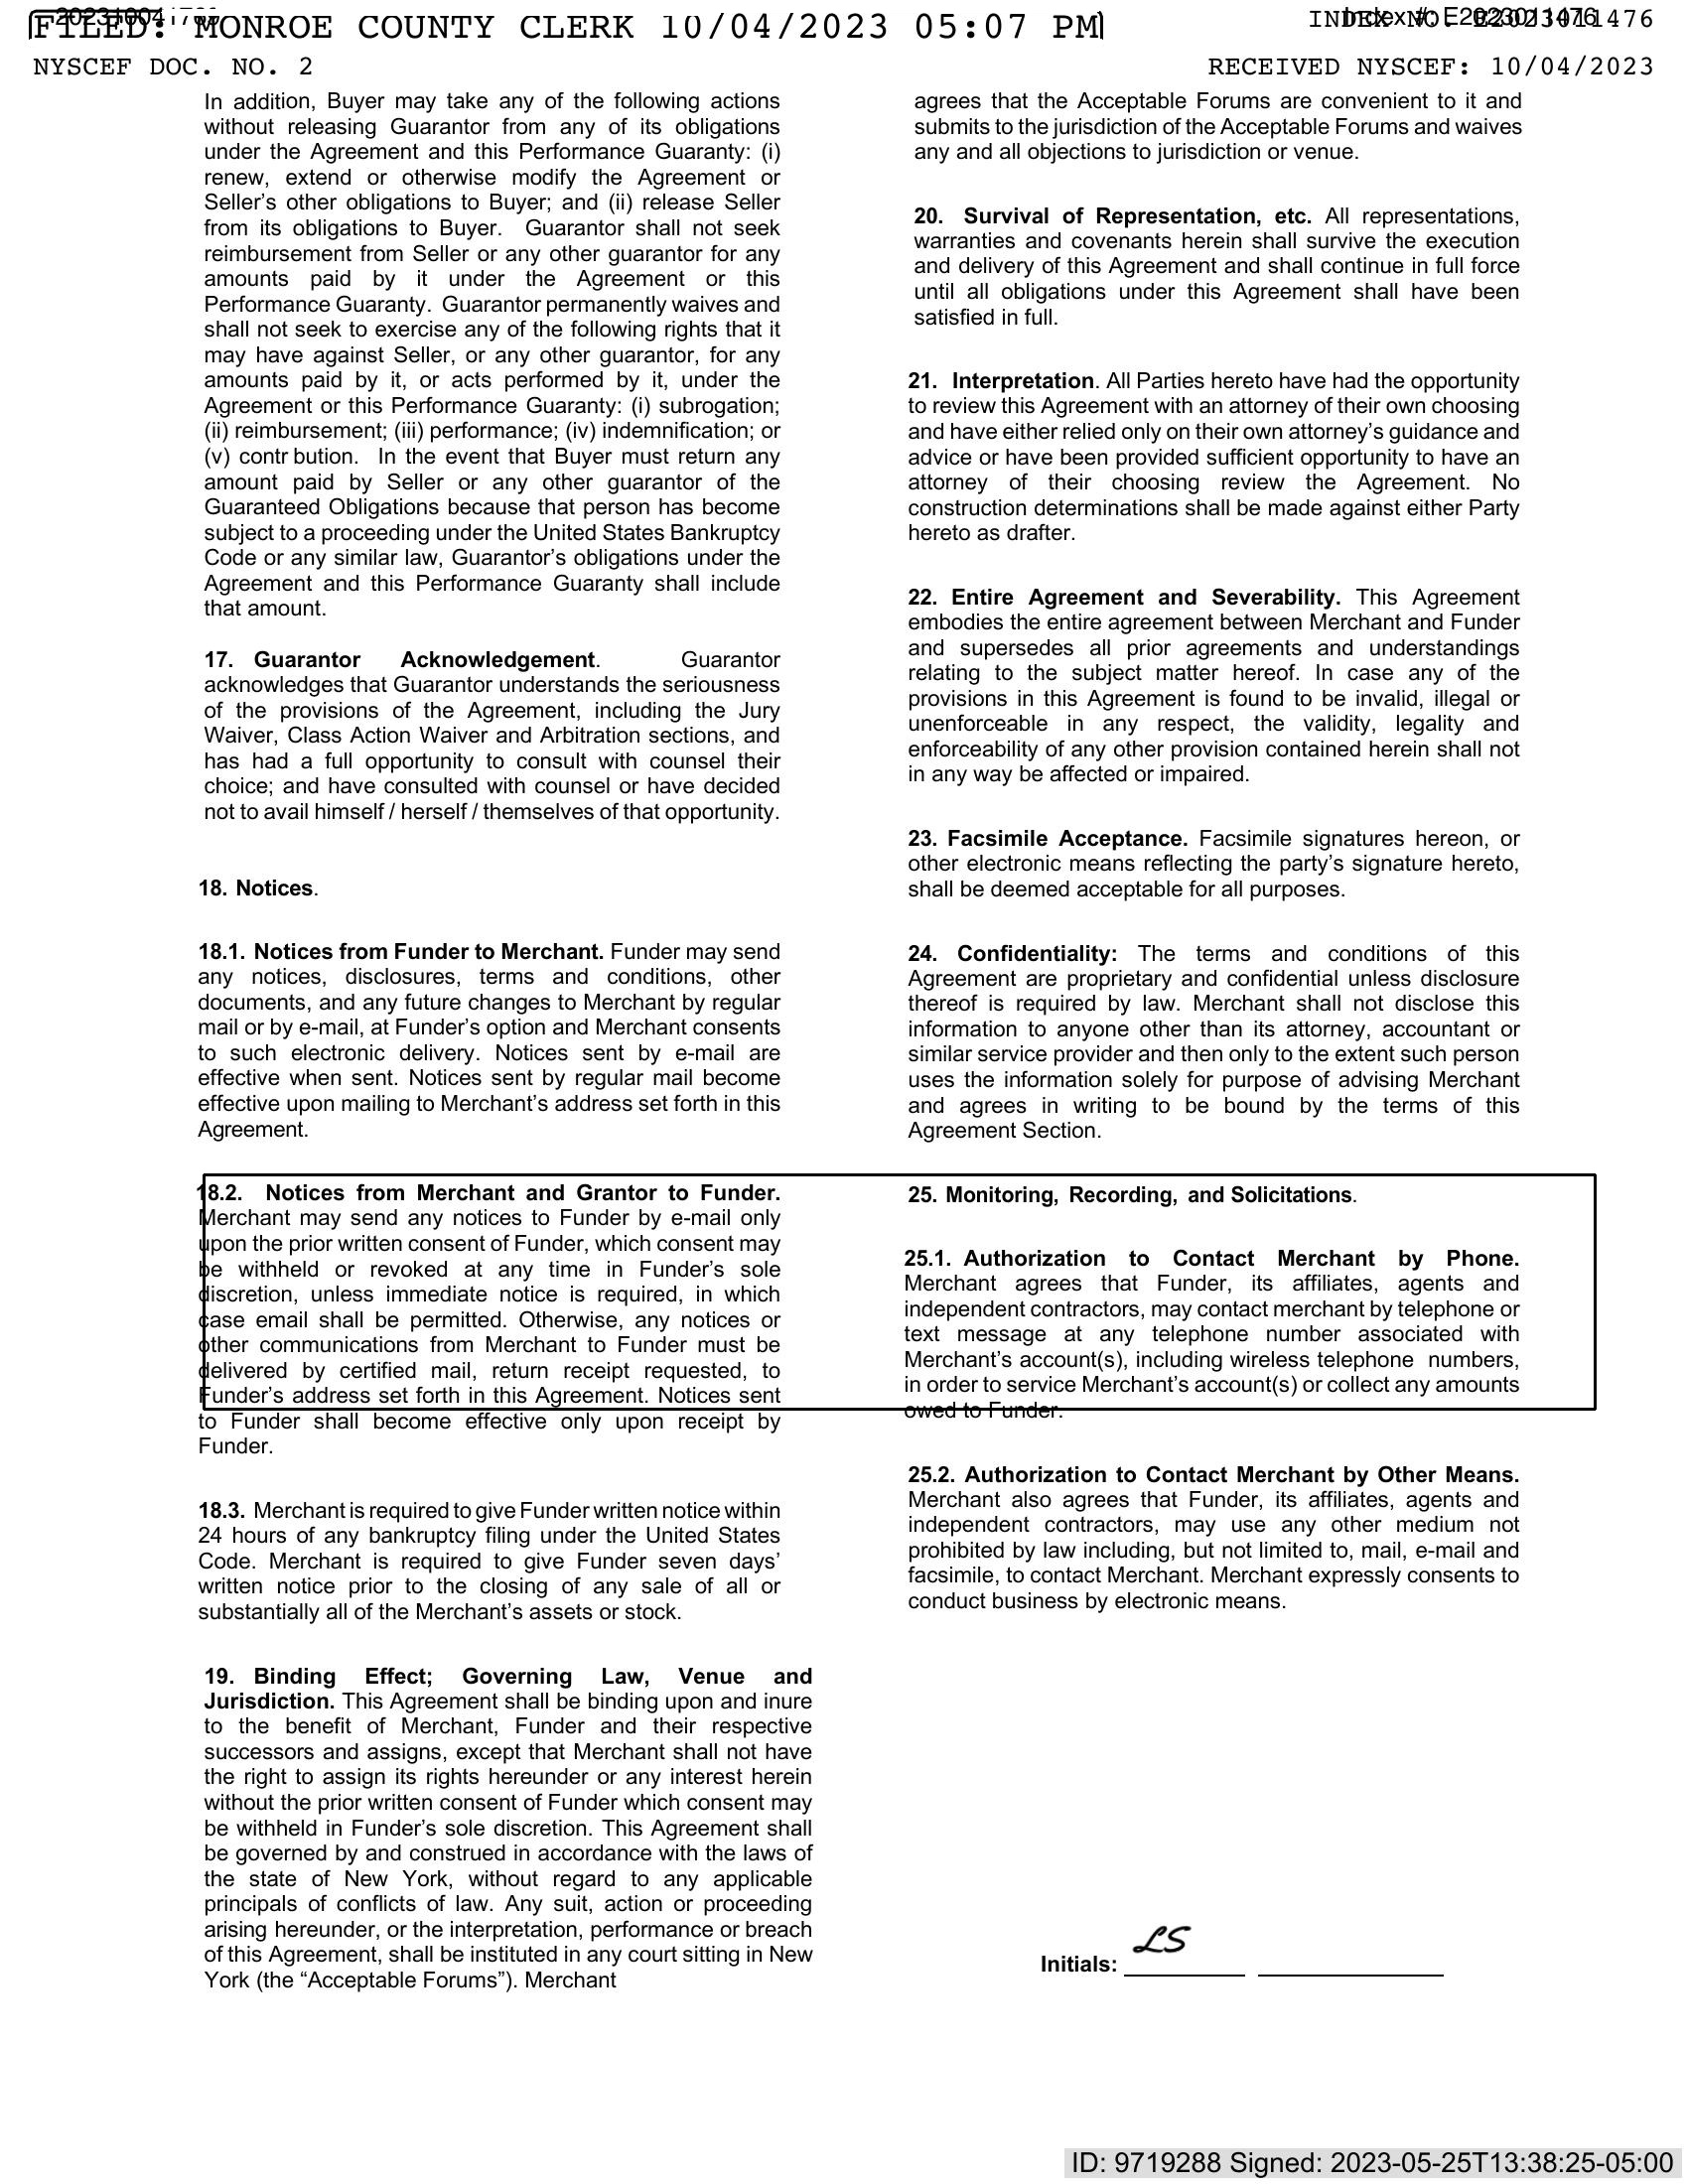 FILED: MONROE COUNTY CLERK 10/04/2023 05:07 PM
INDEX NO. E2023011476
Index #: E2023011476
NYSCEF DOC. NO. 2
RECEIVED NYSCEF: 10/04/2023
In addition, Buyer may take any of the following actions
without releasing Guarantor from any of its obligations
under the Agreement and this Performance Guaranty: (i)
renew, extend or otherwise modify the Agreement or
Seller’s other obligations to Buyer; and (ii) release Seller
from its obligations to Buyer. Guarantor shall not seek
reimbursement from Seller or any other guarantor for any
amounts paid by it under the Agreement or this
Performance Guaranty. Guarantor permanently waives and
shall not seek to exercise any of the following rights that it
may have against Seller, or any other guarantor, for any
amounts paid by it, or acts performed by it, under the
Agreement or this Performance Guaranty: (i) subrogation;
(ii) reimbursement; (iii) performance; (iv) indemnification; or
(v) contr bution. In the event that Buyer must return any
amount paid by Seller or any other guarantor of the
Guaranteed Obligations because that person has become
subject to a proceeding under the United States Bankruptcy
Code or any similar law, Guarantor’s obligations under the
Agreement and this Performance Guaranty shall include
that amount.
17. Guarantor Acknowledgement. Guarantor
acknowledges that Guarantor understands the seriousness
of the provisions of the Agreement, including the Jury
Waiver, Class Action Waiver and Arbitration sections, and
has had a full opportunity to consult with counsel their
choice; and have consulted with counsel or have decided
not to avail himself / herself / themselves of that opportunity.
18. Notices.
18.1. Notices from Funder to Merchant. Funder may send
any notices, disclosures, terms and conditions, other
documents, and any future changes to Merchant by regular
mail or by e-mail, at Funder’s option and Merchant consents
to such electronic delivery. Notices sent by e-mail are
effective when sent. Notices sent by regular mail become
effective upon mailing to Merchant’s address set forth in this
Agreement.
18.2. Notices from Merchant and Grantor to Funder.
Merchant may send any notices to Funder by e-mail only
upon the prior written consent of Funder, which consent may
be withheld or revoked at any time in Funder’s sole
discretion, unless immediate notice is required, in which
case email shall be permitted. Otherwise, any notices or
other communications from Merchant to Funder must be
delivered by certified mail, return receipt requested, to
Funder’s address set forth in this Agreement. Notices sent
to Funder shall become effective only upon receipt by
Funder.
18.3. Merchant is required to give Funder written notice within
24 hours of any bankruptcy filing under the United States
Code. Merchant is required to give Funder seven days’
written notice prior to the closing of any sale of all or
substantially all of the Merchant’s assets or stock.
19. Binding Effect; Governing Law, Venue and
Jurisdiction. This Agreement shall be binding upon and inure
to the benefit of Merchant, Funder and their respective
successors and assigns, except that Merchant shall not have
the right to assign its rights hereunder or any interest herein
without the prior written consent of Funder which consent may
be withheld in Funder’s sole discretion. This Agreement shall
be governed by and construed in accordance with the laws of
the state of New York, without regard to any applicable
principals of conflicts of law. Any suit, action or proceeding
arising hereunder, or the interpretation, performance or breach
of this Agreement, shall be instituted in any court sitting in New
York (the “Acceptable Forums”). Merchant
agrees that the Acceptable Forums are convenient to it and
submits to the jurisdiction of the Acceptable Forums and waives
any and all objections to jurisdiction or venue.
20. Survival of Representation, etc. All representations,
warranties and covenants herein shall survive the execution
and delivery of this Agreement and shall continue in full force
until all obligations under this Agreement shall have been
satisfied in full.
21. Interpretation. All Parties hereto have had the opportunity
to review this Agreement with an attorney of their own choosing
and have either relied only on their own attorney’s guidance and
advice or have been provided sufficient opportunity to have an
attorney of their choosing review the Agreement. No
construction determinations shall be made against either Party
hereto as drafter.
22. Entire Agreement and Severability. This Agreement
embodies the entire agreement between Merchant and Funder
and supersedes all prior agreements and understandings
relating to the subject matter hereof. In case any of the
provisions in this Agreement is found to be invalid, illegal or
unenforceable in any respect, the validity, legality and
enforceability of any other provision contained herein shall not
in any way be affected or impaired.
23. Facsimile Acceptance. Facsimile signatures hereon, or
other electronic means reflecting the party’s signature hereto,
shall be deemed acceptable for all purposes.
24. Confidentiality: The terms and conditions of this
Agreement are proprietary and confidential unless disclosure
thereof is required by law. Merchant shall not disclose this
information to anyone other than its attorney, accountant or
similar service provider and then only to the extent such person
uses the information solely for purpose of advising Merchant
and agrees in writing to be bound by the terms of this
Agreement Section.
25. Monitoring, Recording, and Solicitations.
25.1. Authorization to Contact Merchant by Phone.
Merchant agrees that Funder, its affiliates, agents and
independent contractors, may contact merchant by telephone or
text message at any telephone number associated with
Merchant’s account(s), including wireless telephone numbers,
in order to service Merchant’s account(s) or collect any amounts
owed to Funder.
25.2. Authorization to Contact Merchant by Other Means.
Merchant also agrees that Funder, its affiliates, agents and
independent contractors, may use any other medium not
prohibited by law including, but not limited to, mail, e-mail and
facsimile, to contact Merchant. Merchant expressly consents to
conduct business by electronic means.
Initials: LS
ID: 9719288 Signed: 2023-05-25T13:38:25-05:00